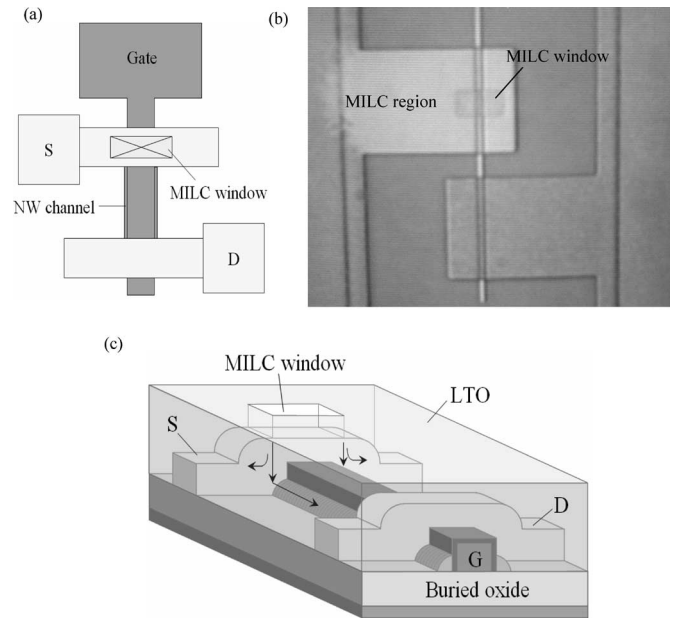 (a)
Gate
S
MILC window
NW channel
D
(b)
MILC window
MILC region
(c)
MILC window
LTO
S
D
G
Buried oxide